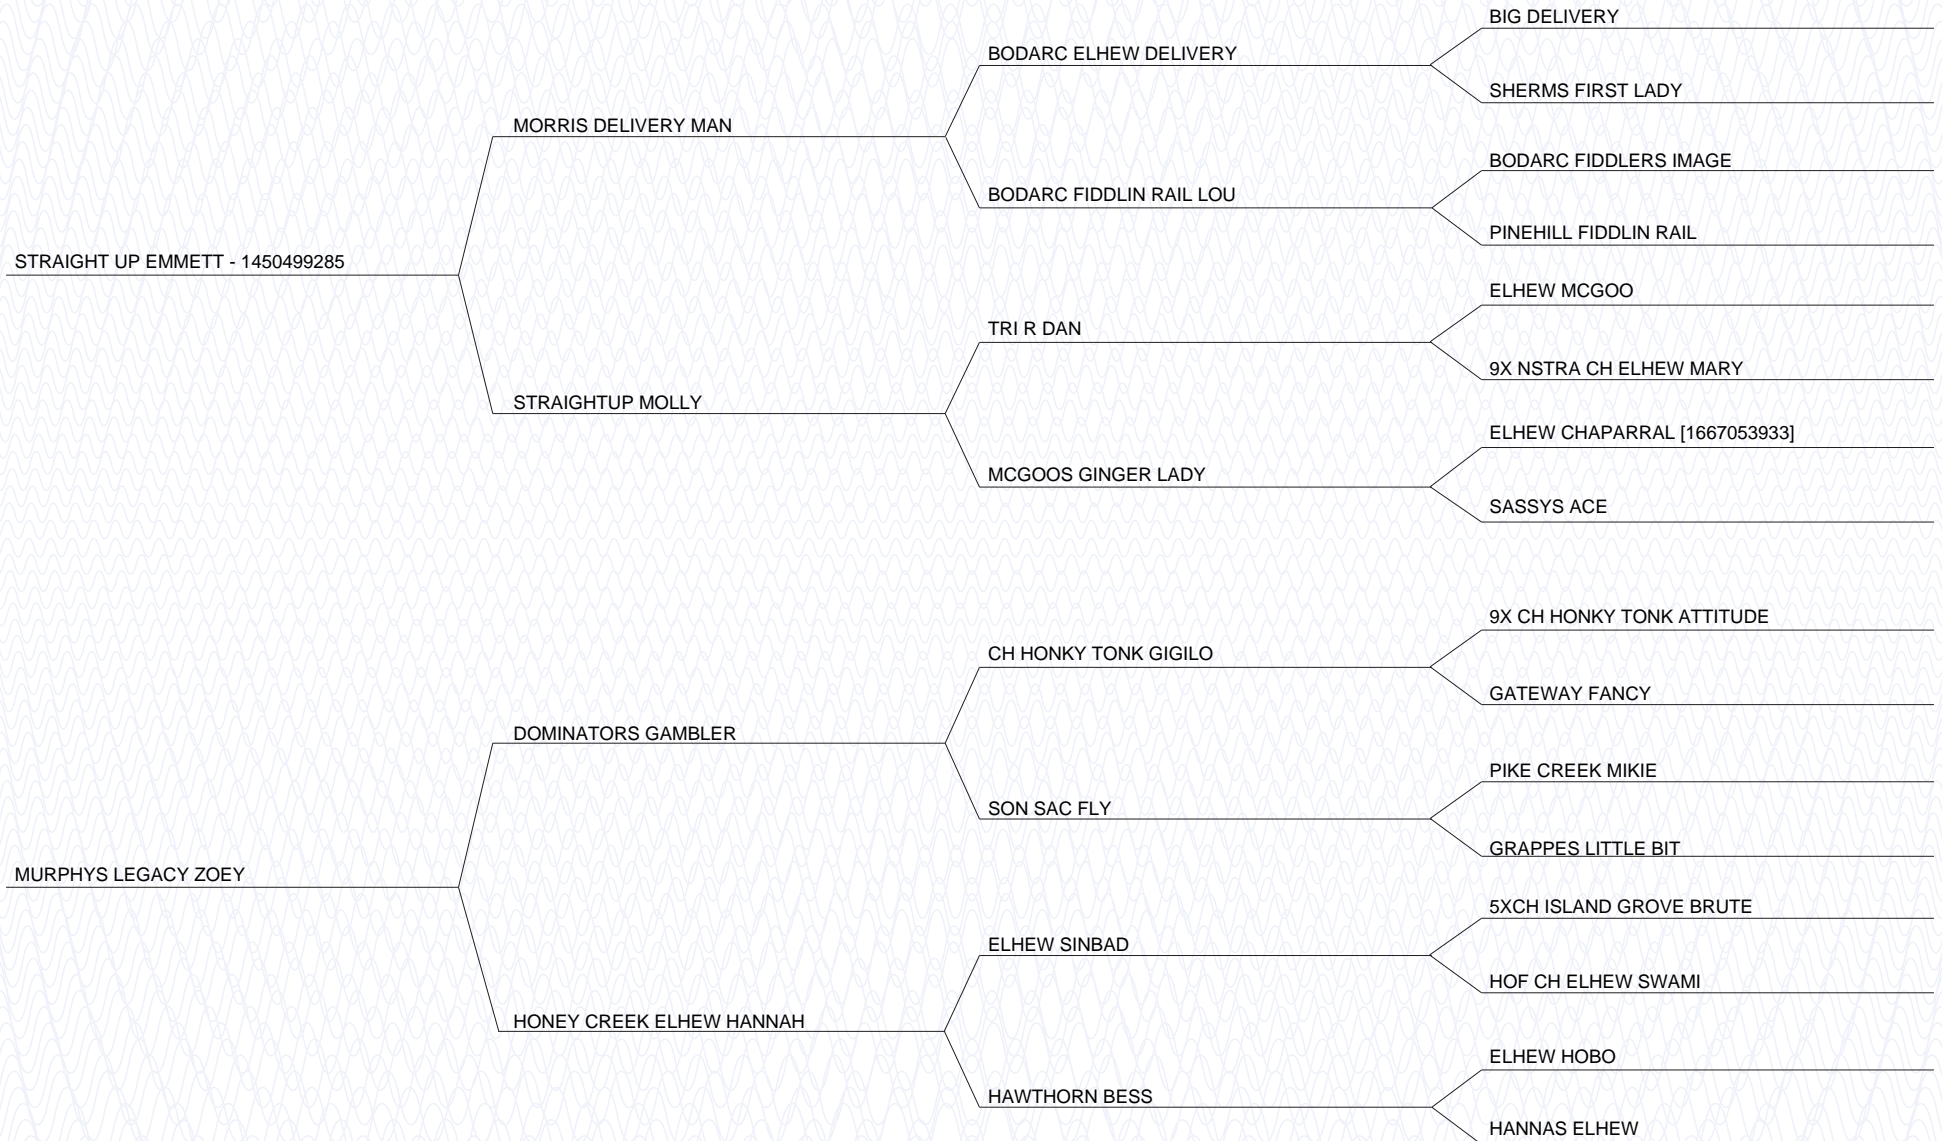 BIG DELIVERY
BODARC ELHEW DELIVERY
SHERMS FIRST LADY
MORRIS DELIVERY MAN
BODARC FIDDLERS IMAGE
BODARC FIDDLIN RAIL LOU
PINEHILL FIDDLIN RAIL
STRAIGHT UP EMMETT - 1450499285
ELHEW MCGOO
TRI R DAN
9X NSTRA CH ELHEW MARY
STRAIGHTUP MOLLY
ELHEW CHAPARRAL [1667053933]
MCGOOS GINGER LADY
SASSYS ACE
9X CH HONKY TONK ATTITUDE
CH HONKY TONK GIGILO
GATEWAY FANCY
DOMINATORS GAMBLER
PIKE CREEK MIKIE
SON SAC FLY
GRAPPES LITTLE BIT
MURPHYS LEGACY ZOEY
5XCH ISLAND GROVE BRUTE
ELHEW SINBAD
HOF CH ELHEW SWAMI
HONEY CREEK ELHEW HANNAH
ELHEW HOBO
HAWTHORN BESS
HANNAS ELHEW